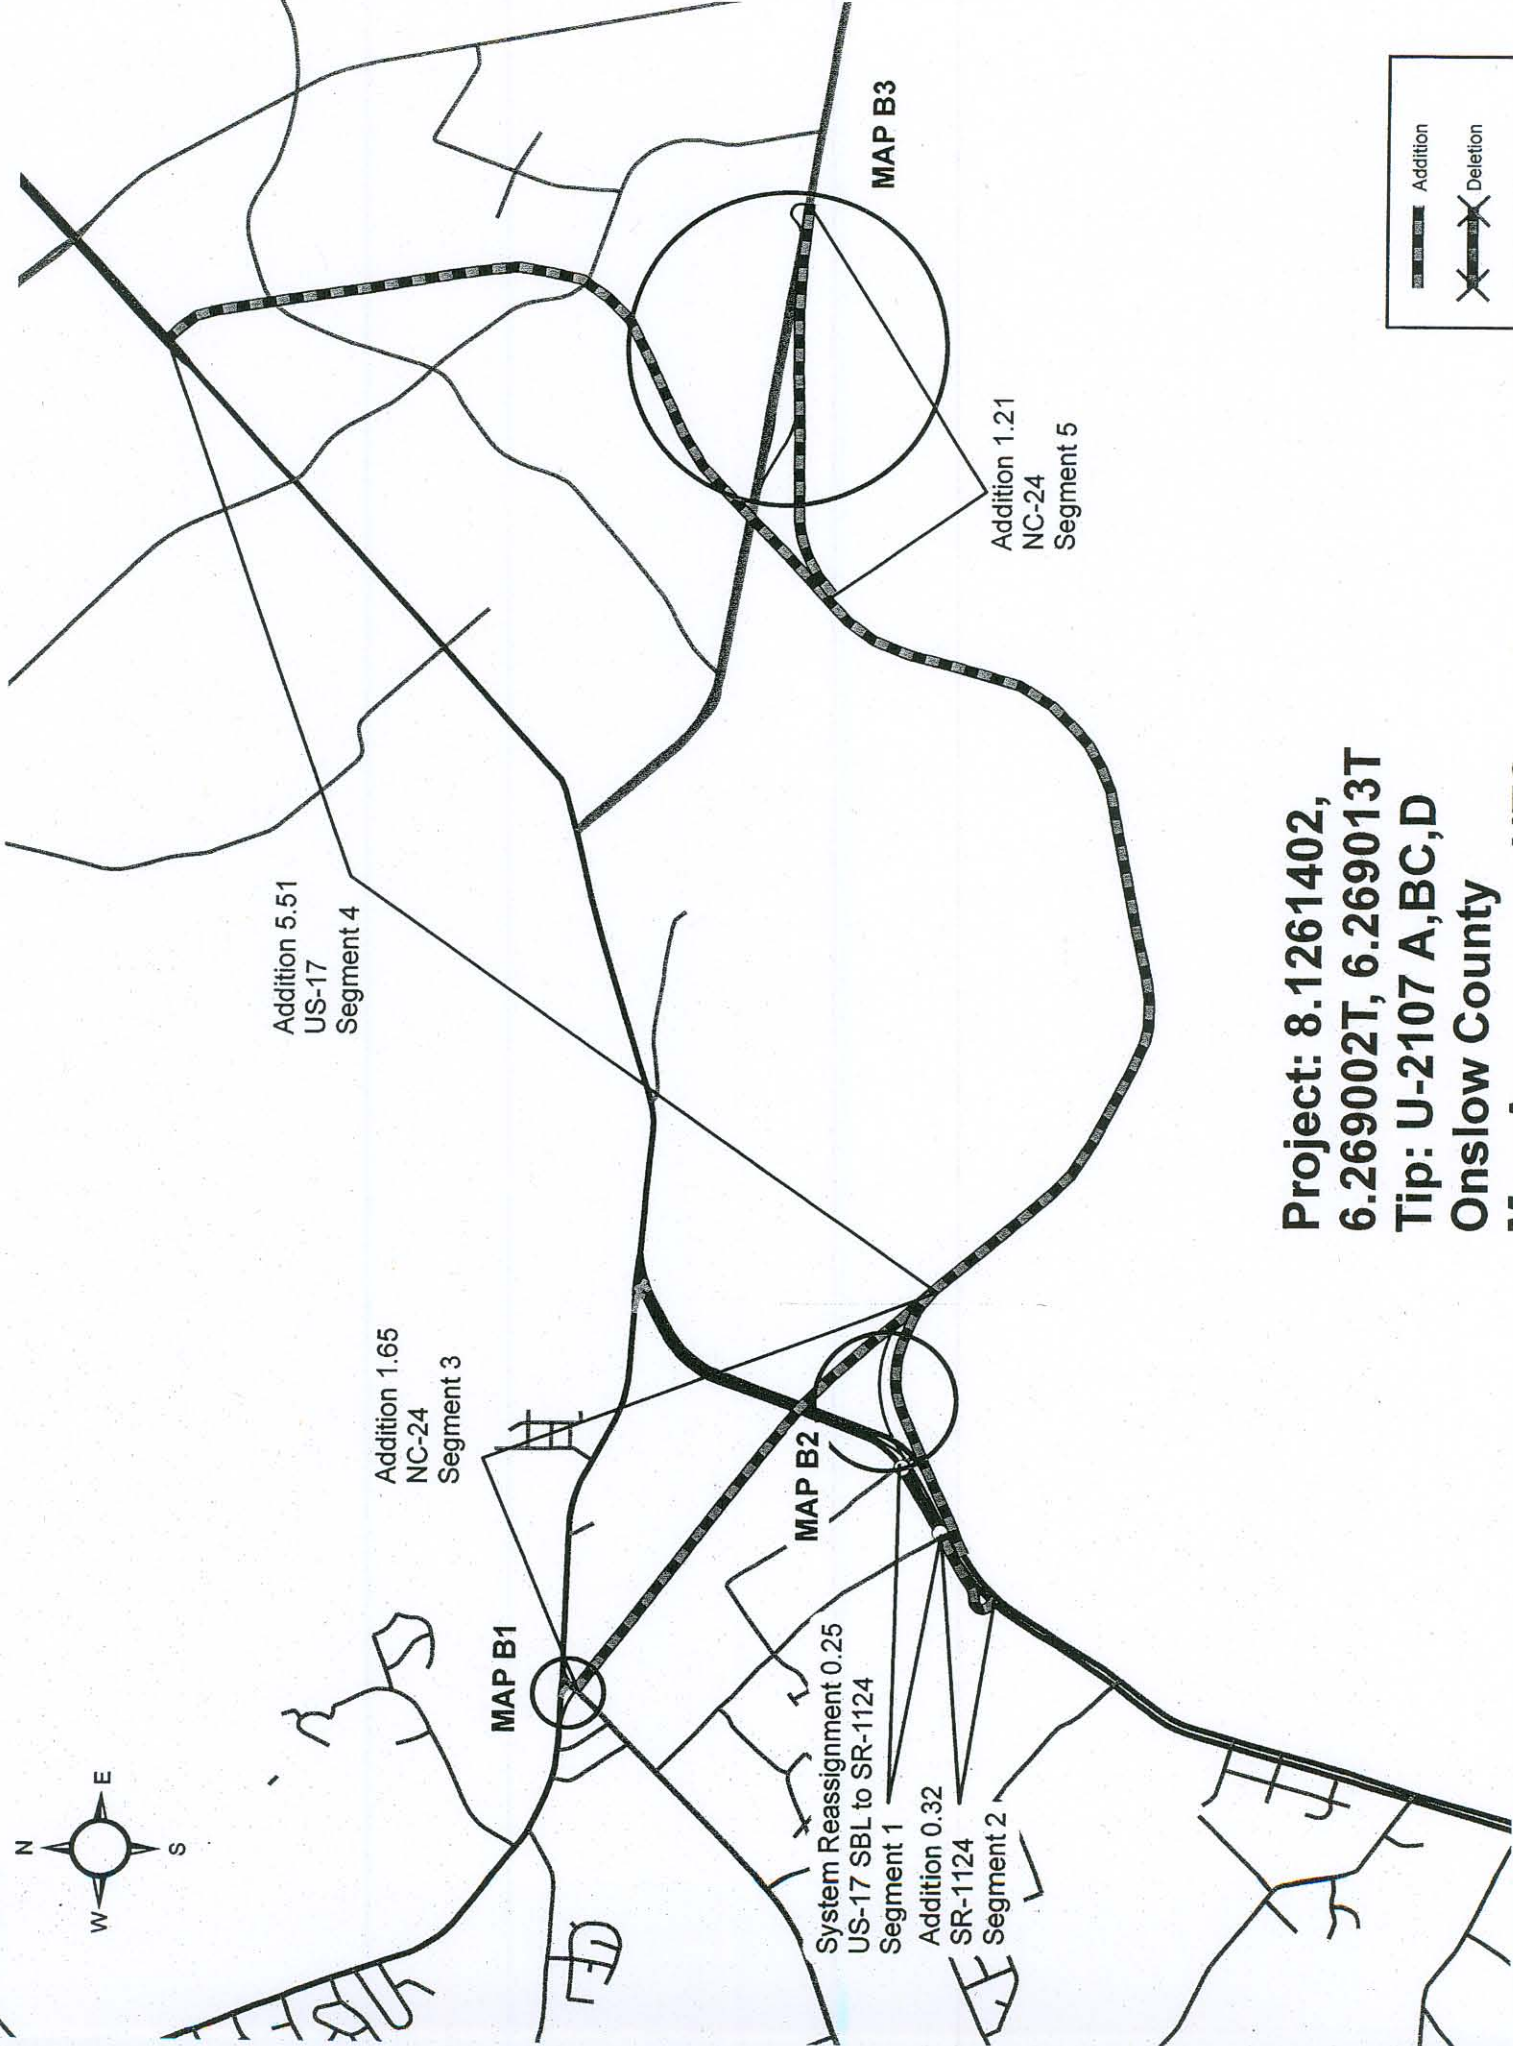 N
W
E
S
Addition 5.51
US-17
Segment 4
Addition 1.65
NC-24
Segment 3
MAP B1
MAP B2
MAP B3
System Reassignment 0.25
US-17 SBL to SR-1124
Segment 1
Addition 0.32
SR-1124
Segment 2
Addition 1.21
NC-24
Segment 5
Addition
Deletion
Project: 8.1261402,
6.269002T, 6.269013T
Tip: U-2107 A,BC,D
Onslow County